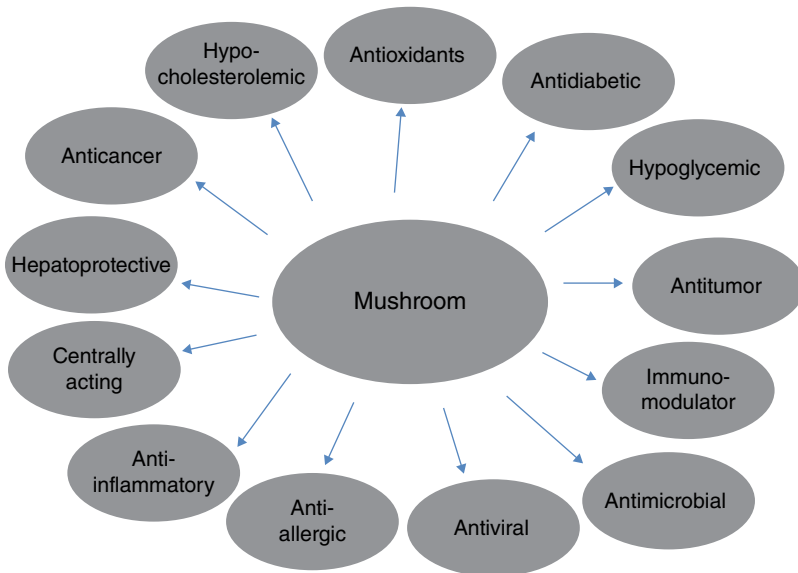 Hypo-
cholesterolemic
Antioxidants
Antidiabetic
Anticancer
Hypoglycemic
Hepatoprotective
Mushroom
Antitumor
Centrally
acting
Immuno-
modulator
Anti-
inflammatory
Anti-
allergic
Antiviral
Antimicrobial